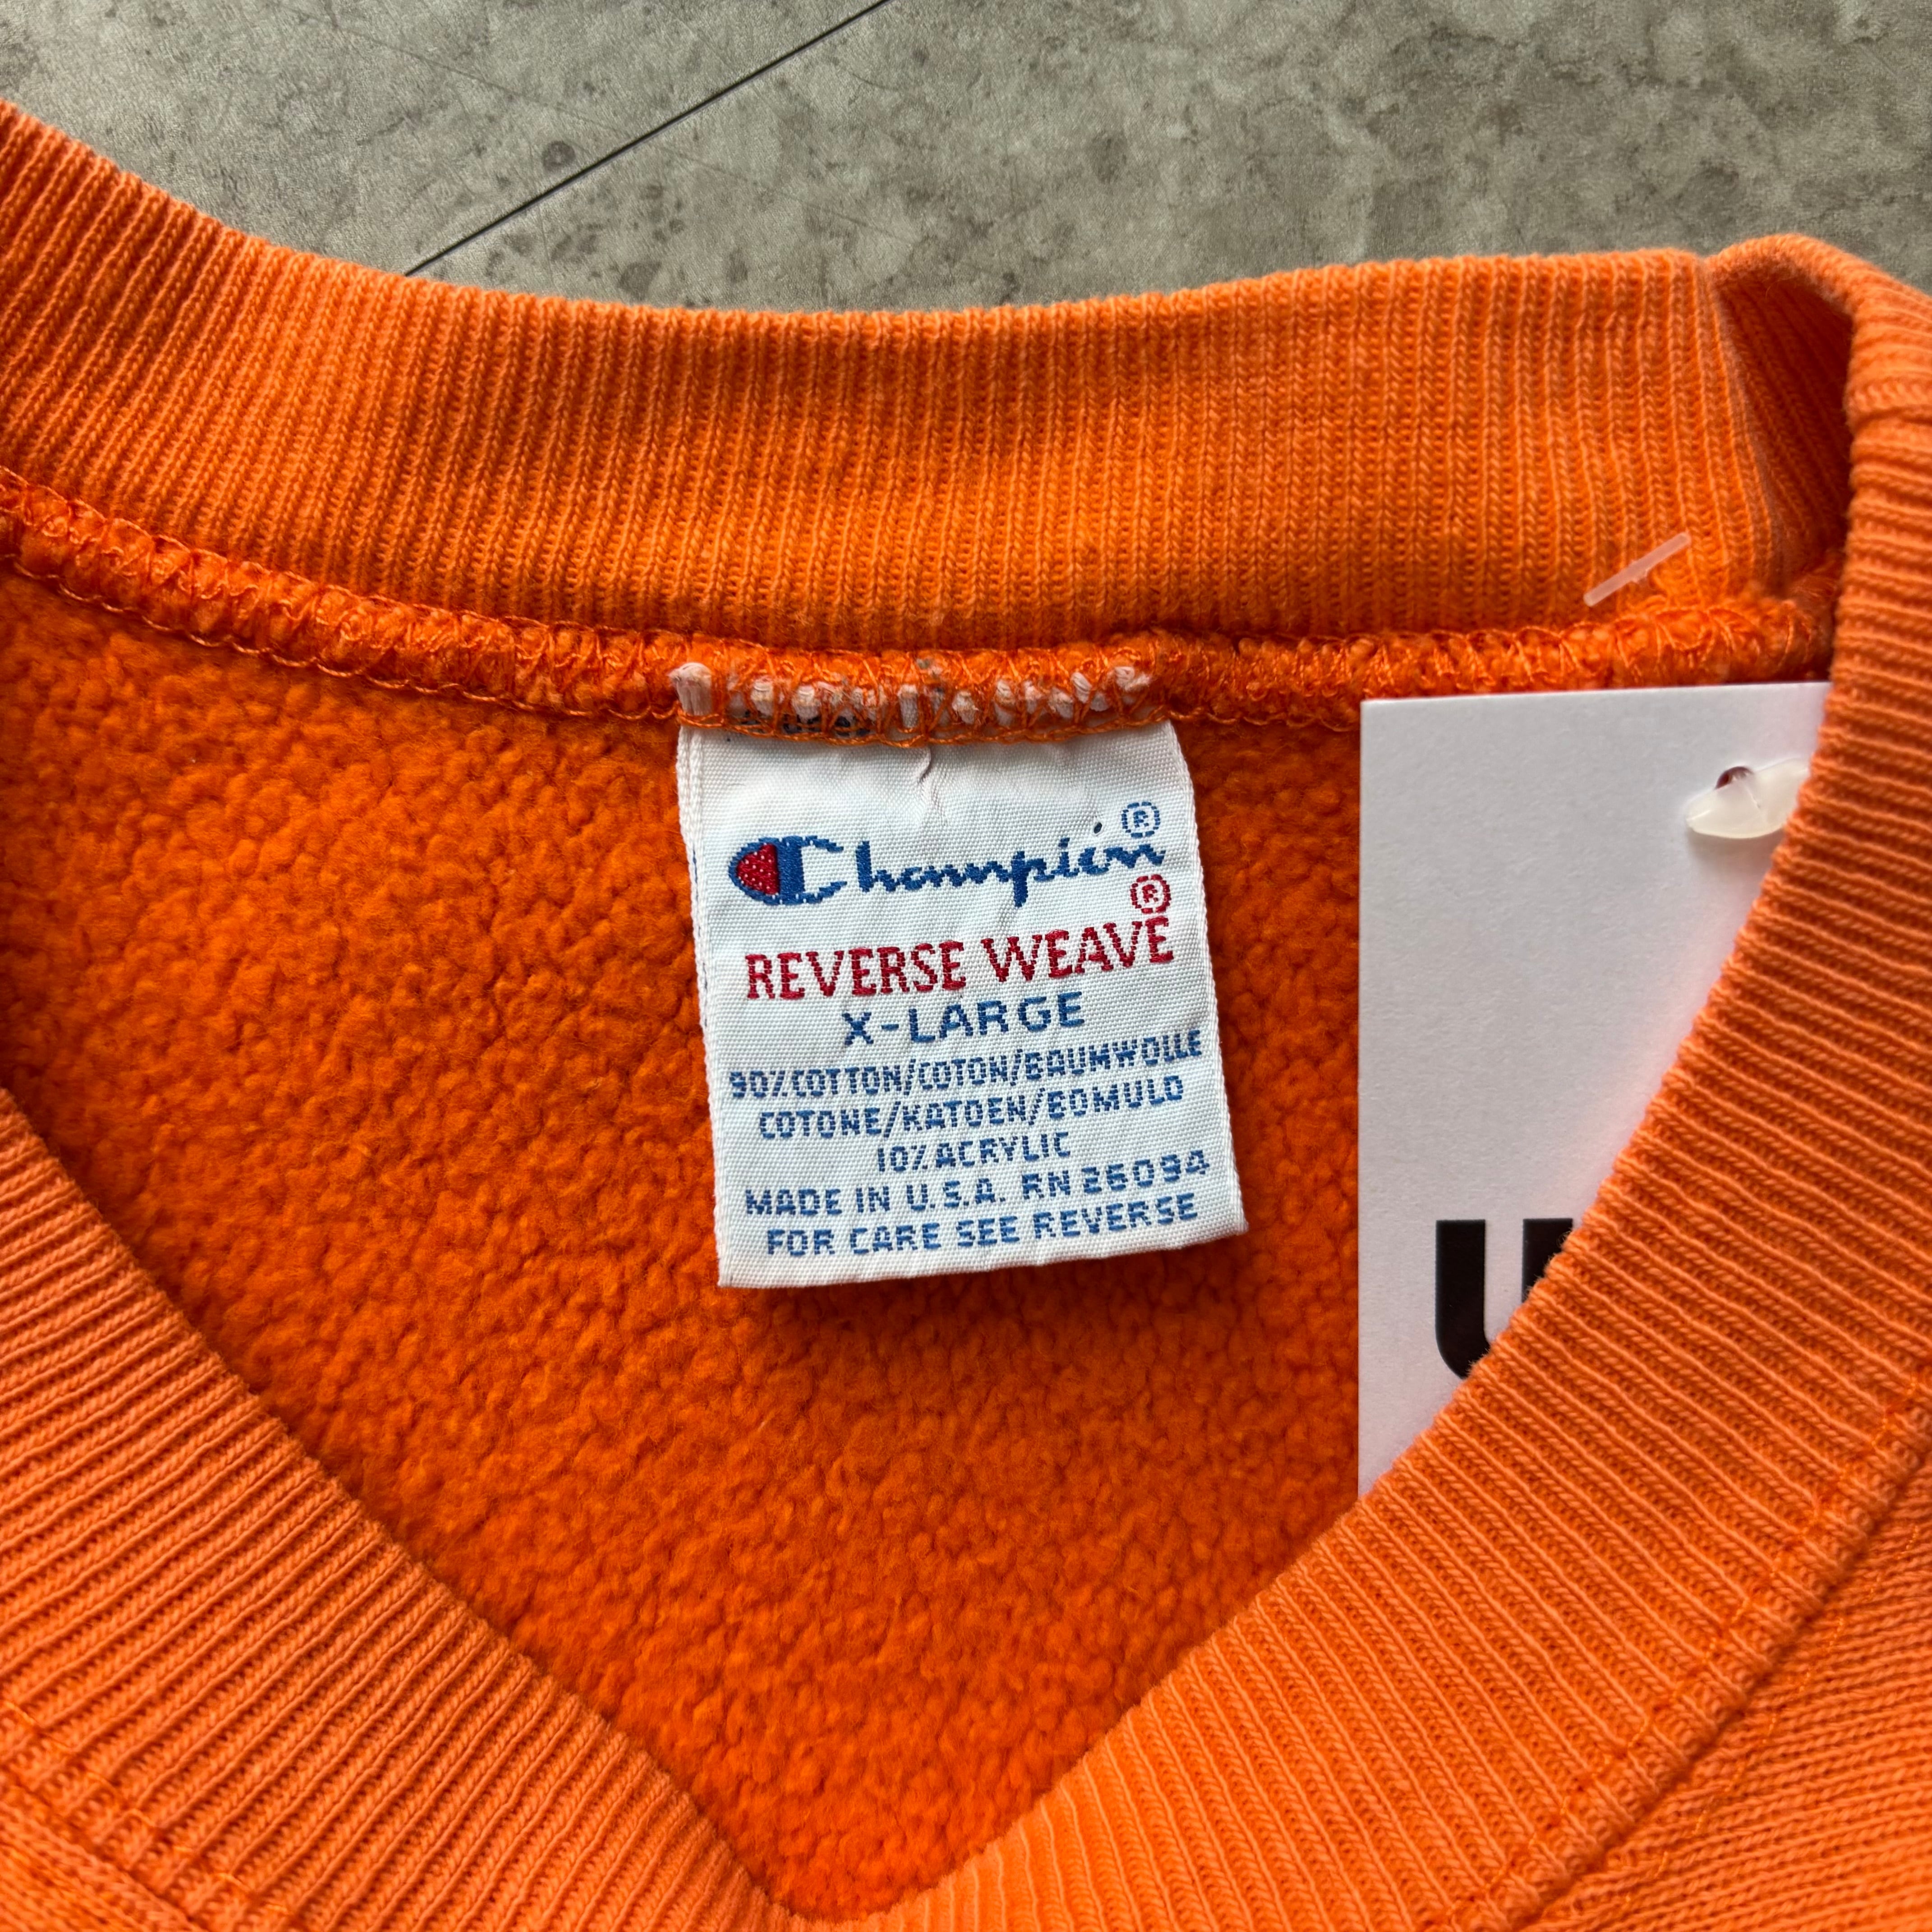 Champion®
REVERSE WEAVE®
X-LARGE
90%COTTON/COTON/BAUMWOLLE
COTONE/KATOEN/BOMULD
10%ACRYLIC
MADE IN U.S.A. RN 26094
FOR CARE SEE REVERSE